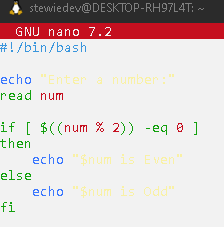 stewiedev@DESKTOP-RH97L4T: ~
GNU nano 7.2
#!/bin/bash
echo "Enter a number:"
read num
if [ $((num % 2)) -eq 0 ]
then
    echo "$num is Even"
else
    echo "$num is Odd"
fi